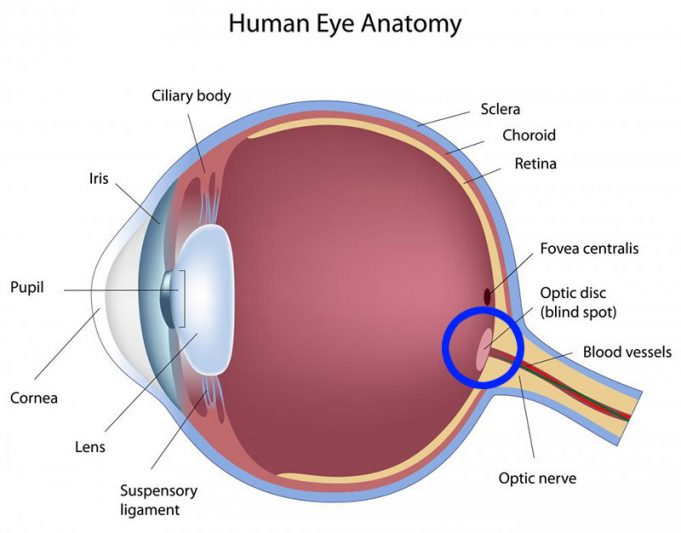 Human Eye Anatomy
Ciliary body
Sclera
Choroid
Retina
Iris
Fovea centralis
Pupil
Optic disc
(blind spot)
Blood vessels
Cornea
Lens
Optic nerve
Suspensory
ligament